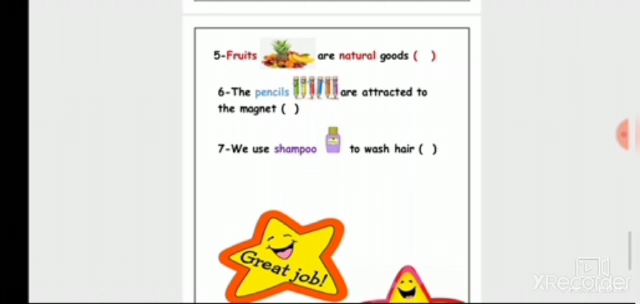 5-Fruits are natural goods ( )
6-The pencils are attracted to
the magnet ( )
7-We use shampoo to wash hair ( )
Great job!
XRecorder